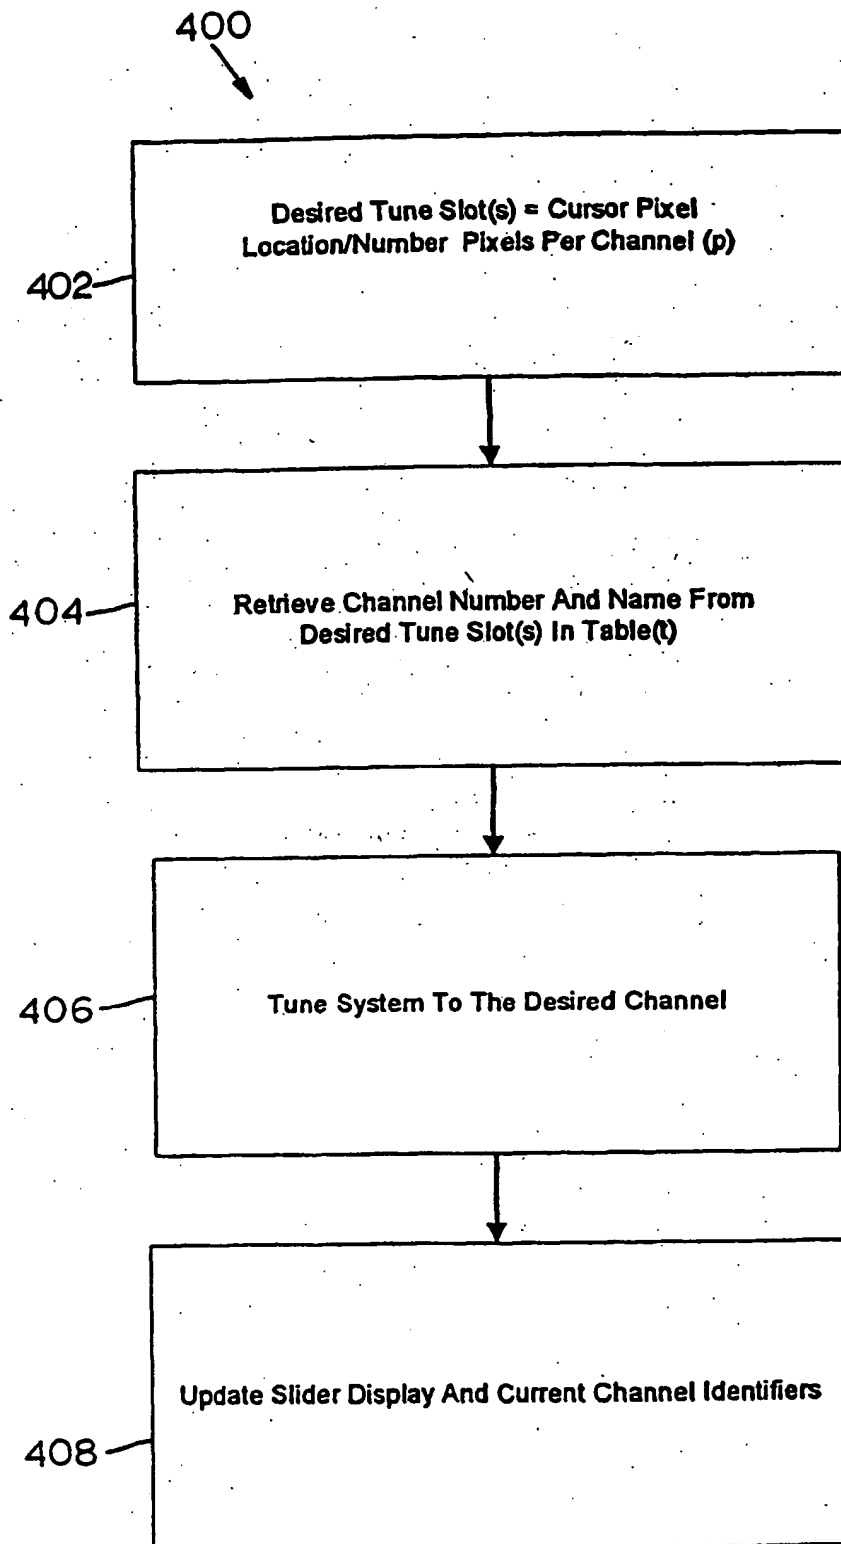 400
Desired Tune Slot(s) = Cursor Pixel
Location/Number Pixels Per Channel (p)
402
404
Retrieve Channel Number And Name From
Desired Tune Slot(s) In Table(t)
406
Tune System To The Desired Channel
Update Slider Display And Current Channel Identifiers
408